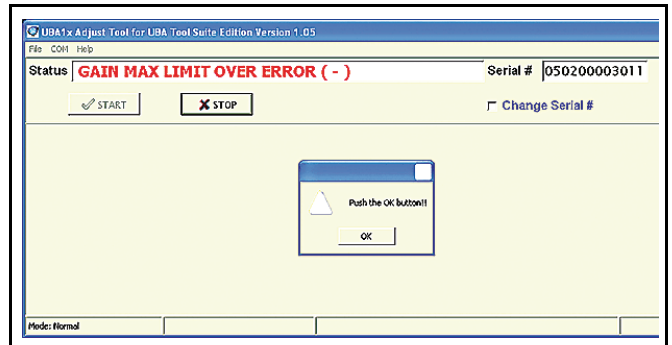 UBA1x Adjust Tool for UBA Tool Suite Edition Version 1.05
File COM Help
Status GAIN MAX LIMIT OVER ERROR ( - ) Serial # 050200003011
START STOP Change Serial #
Push the OK button!!
OK
Mode: Normal